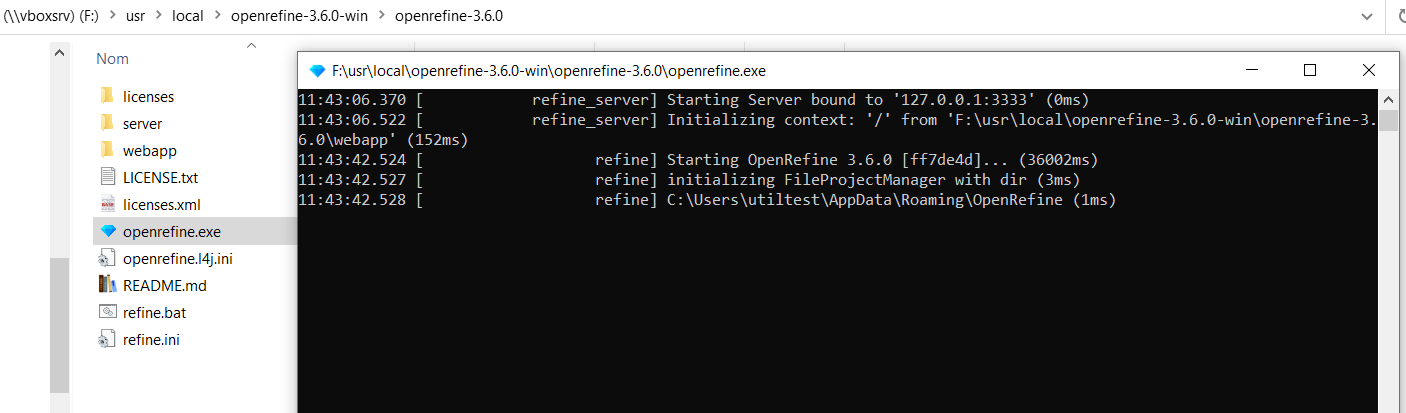 (\\vboxsrv) (F:) > usr > local > openrefine-3.6.0-win > openrefine-3.6.0
Nom
licenses
server
webapp
LICENSE.txt
licenses.xml
openrefine.exe
openrefine.l4j.ini
README.md
refine.bat
refine.ini
F:\usr\local\openrefine-3.6.0-win\openrefine-3.6.0\openrefine.exe
11:43:06.370 [            refine_server] Starting Server bound to '127.0.0.1:3333' (0ms)
11:43:06.522 [            refine_server] Initializing context: '/' from 'F:\usr\local\openrefine-3.6.0-win\openrefine-3.
6.0\webapp' (152ms)
11:43:42.524 [                   refine] Starting OpenRefine 3.6.0 [ff7de4d]... (36002ms)
11:43:42.527 [                   refine] initializing FileProjectManager with dir (3ms)
11:43:42.528 [                   refine] C:\Users\utiltest\AppData\Roaming\OpenRefine (1ms)